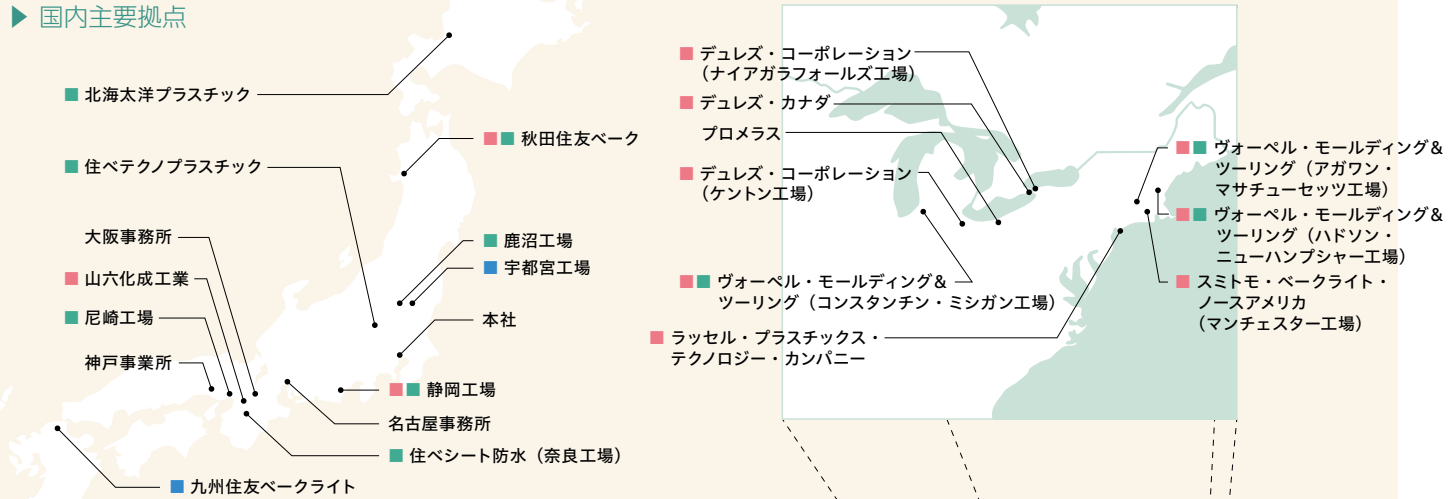 ▶ 国内主要拠点
北海太洋プラスチック
秋田住友ベーク
住ベテクノプラスチック
大阪事務所
鹿沼工場
山六化成工業
宇都宮工場
尼崎工場
本社
神戸事業所
静岡工場
名古屋事務所
住ベシート防水（奈良工場）
九州住友ベークライト
デュレズ・コーポレーション
（ナイアガラフォールズ工場）
デュレズ・カナダ
プロメラス
デュレズ・コーポレーション
（ケントン工場）
ヴォーペル・モールディング＆
ツーリング（コンスタンチン・ミシガン工場）
ラッセル・プラスチックス・
テクノロジー・カンパニー
ヴォーペル・モールディング＆
ツーリング（アガワン・
マサチューセッツ工場）
ヴォーペル・モールディング＆
ツーリング（ハドソン・
ニューハンプシャー工場）
スミトモ・ベークライト・
ノースアメリカ
（マンチェスター工場）